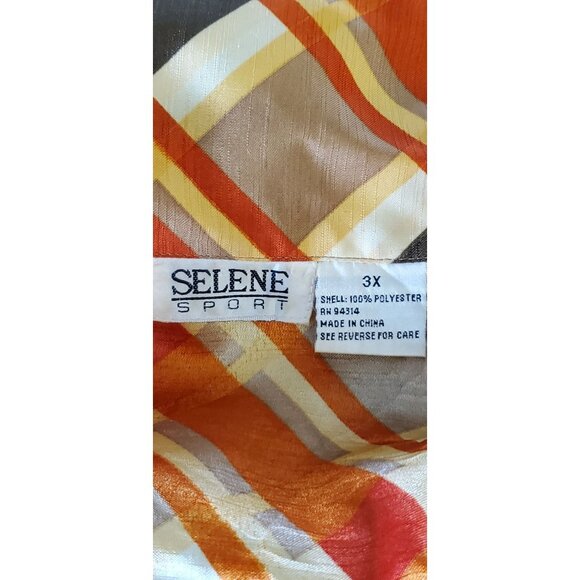 SELENE
SPORT
3X
SHELL: 100% POLYESTER
RN 94314
MADE IN CHINA
SEE REVERSE FOR CARE